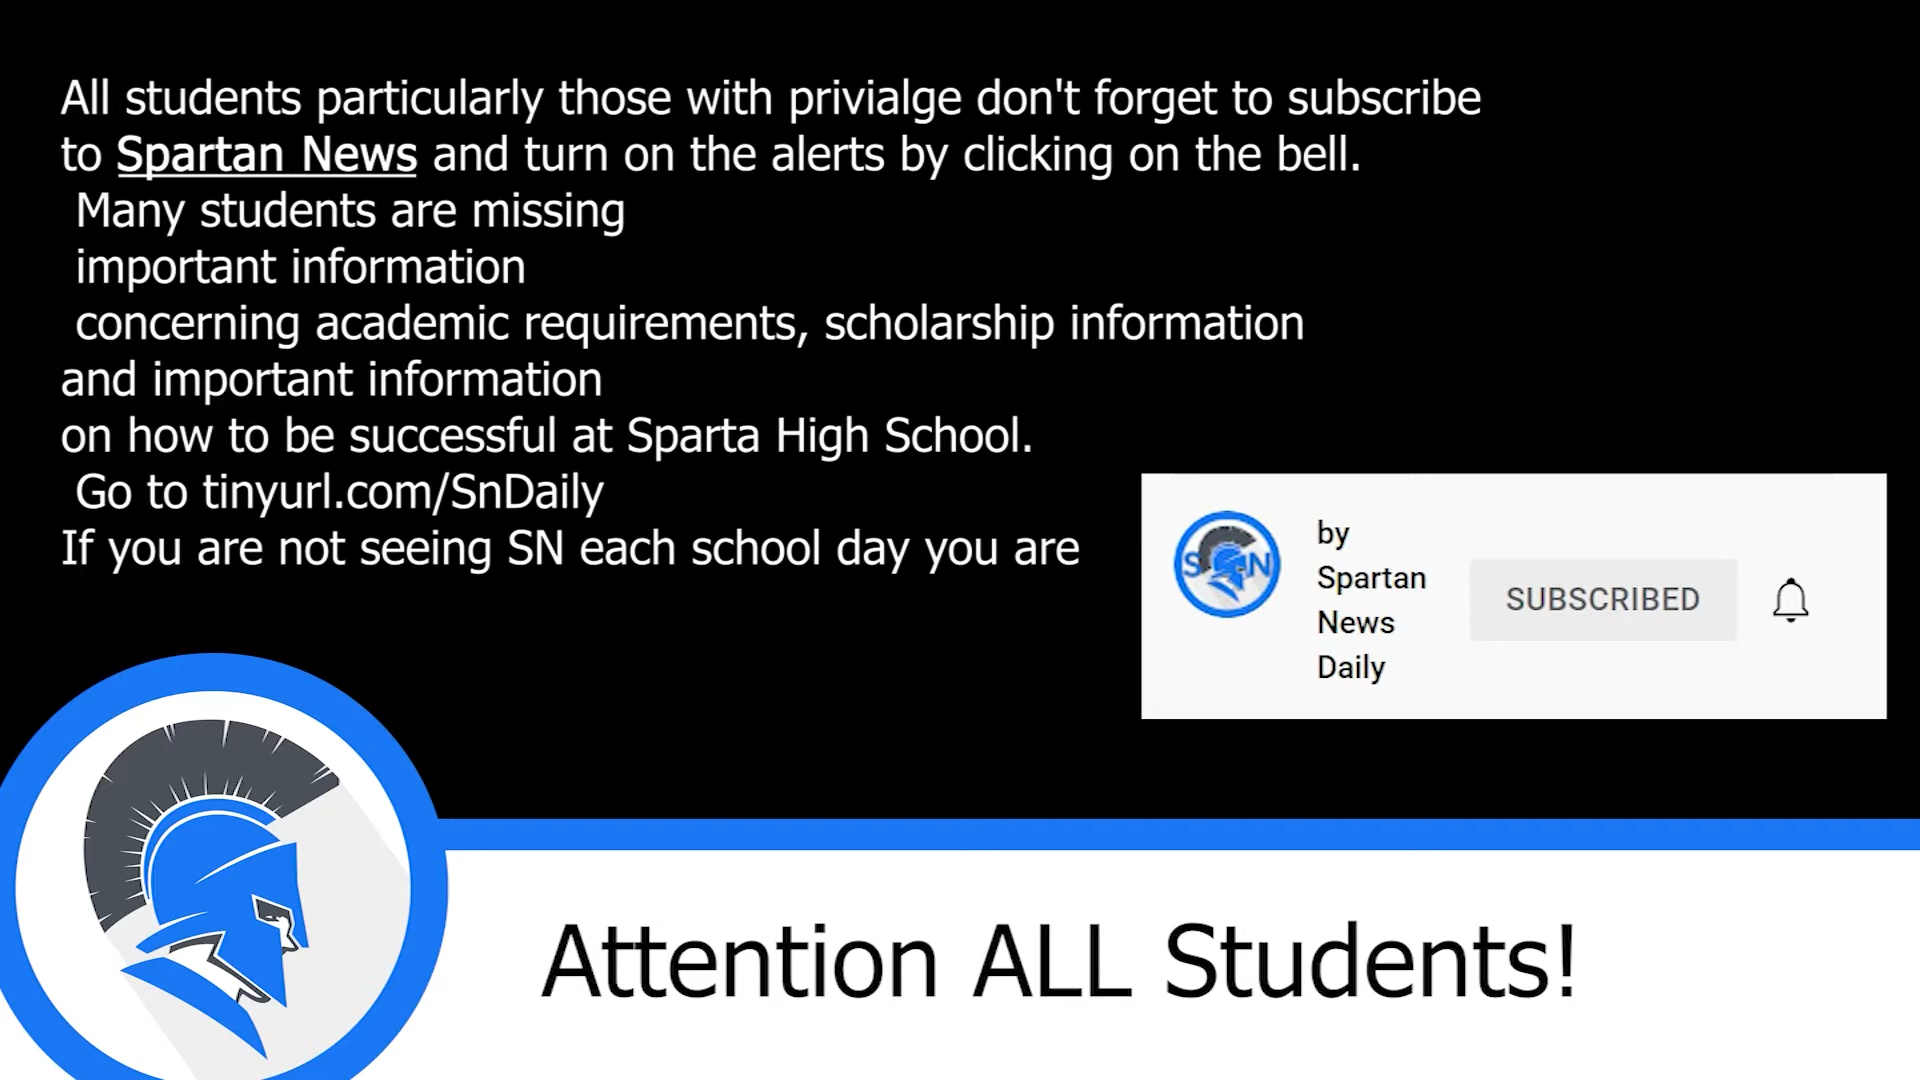 All students particularly those with privialge don't forget to subscribe
to Spartan News and turn on the alerts by clicking on the bell.
Many students are missing
important information
concerning academic requirements, scholarship information
and important information
on how to be successful at Sparta High School.
Go to tinyurl.com/SnDaily
If you are not seeing SN each school day you are
SN
by
Spartan
News
Daily
SUBSCRIBED
Attention ALL Students!